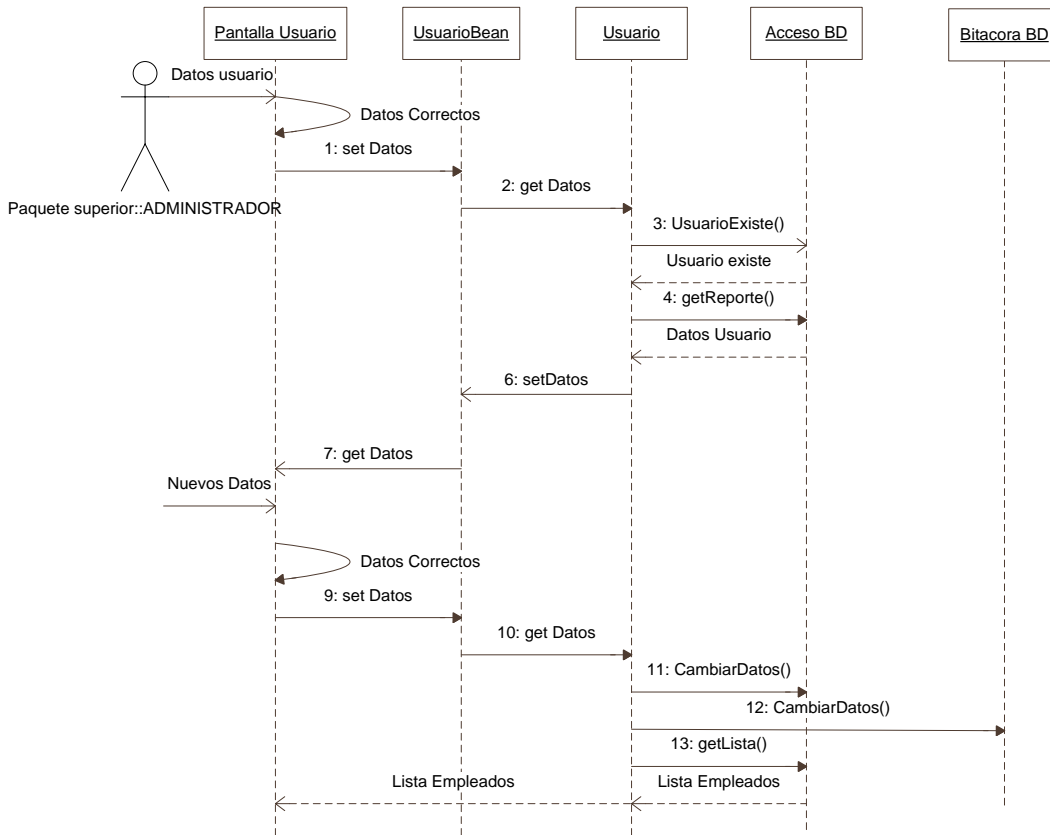 Pantalla Usuario
UsuarioBean
Usuario
Acceso BD
Bitacora BD
Datos usuario
Datos Correctos
1: set Datos
2: get Datos
Paquete superior::ADMINISTRADOR
3: UsuarioExiste()
Usuario existe
4: getReporte()
Datos Usuario
6: setDatos
7: get Datos
Nuevos Datos
Datos Correctos
9: set Datos
10: get Datos
11: CambiarDatos()
12: CambiarDatos()
13: getLista()
Lista Empleados
Lista Empleados